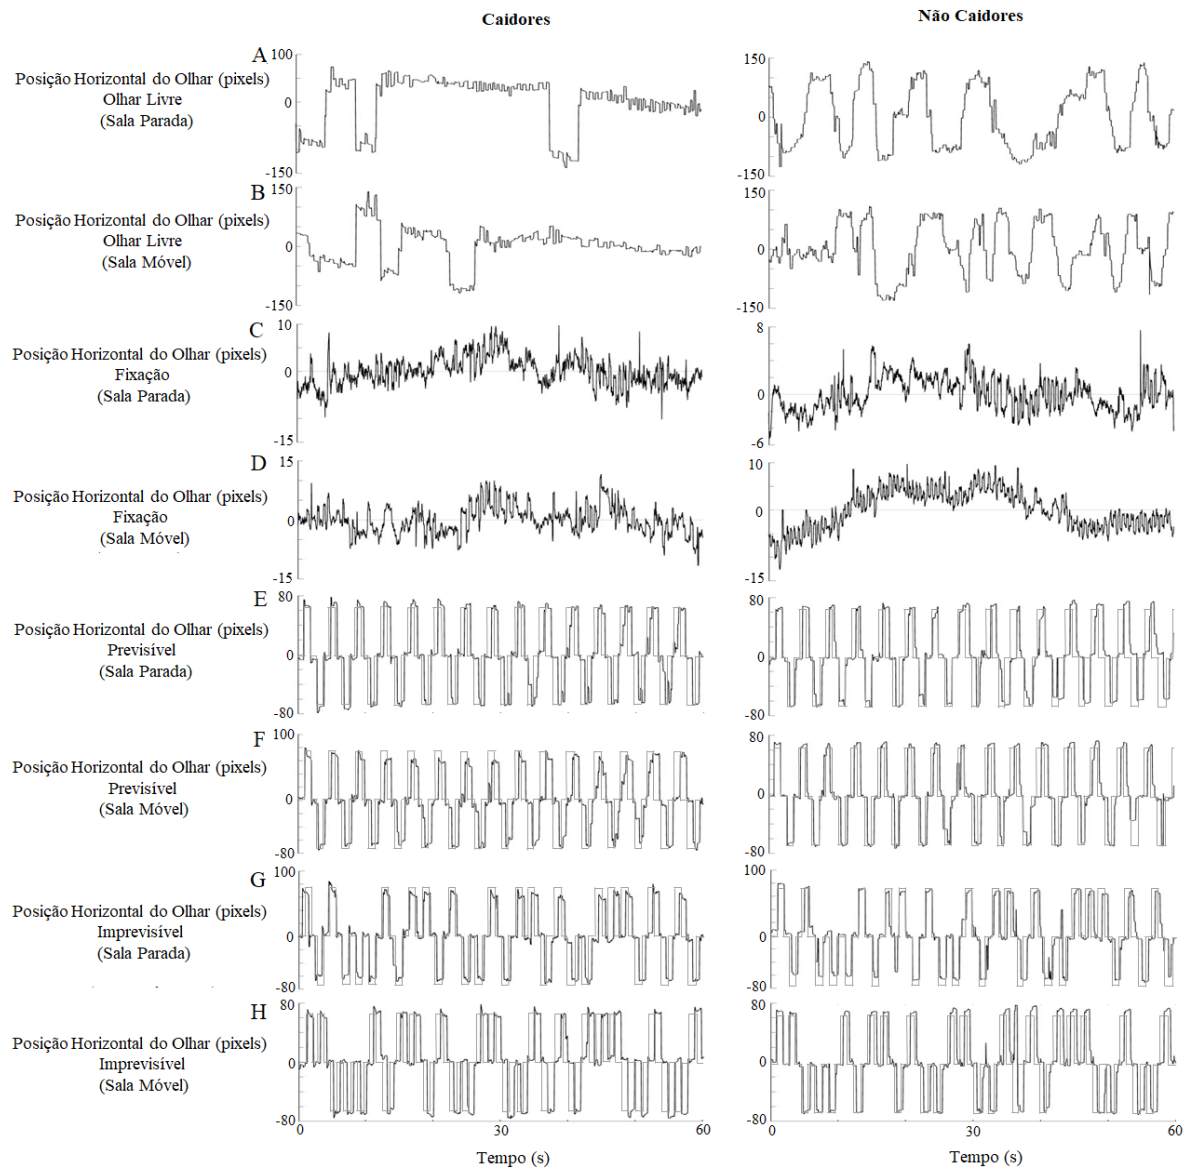 Caidores
Não Caidores
A
Posição Horizontal do Olhar (pixels)
Olhar Livre
(Sala Parada)
100
0
-150
150
0
-150
B
Posição Horizontal do Olhar (pixels)
Olhar Livre
(Sala Móvel)
150
0
-150
150
0
-150
C
Posição Horizontal do Olhar (pixels)
Fixação
(Sala Parada)
10
0
-15
8
0
-6
D
Posição Horizontal do Olhar (pixels)
Fixação
(Sala Móvel)
15
0
-15
10
0
-15
E
Posição Horizontal do Olhar (pixels)
Previsível
(Sala Parada)
80
0
-80
80
0
-80
F
Posição Horizontal do Olhar (pixels)
Previsível
(Sala Móvel)
100
0
-80
80
0
-80
G
Posição Horizontal do Olhar (pixels)
Imprevisível
(Sala Parada)
100
0
-80
100
0
-80
H
Posição Horizontal do Olhar (pixels)
Imprevisível
(Sala Móvel)
80
0
-80
80
0
-80
0 30 60
0 30 60
Tempo (s)
Tempo (s)